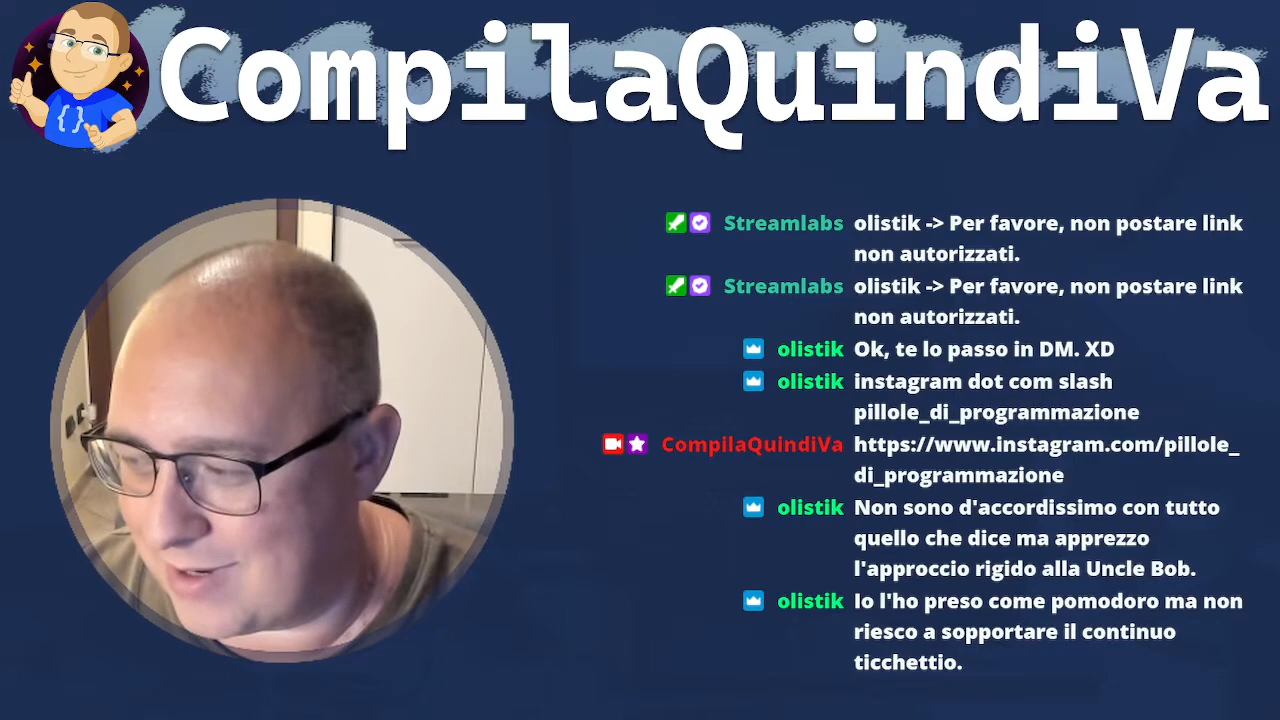 CompilaQuindiVa
{ }
Streamlabs olistik -> Per favore, non postare link
non autorizzati.
Streamlabs olistik -> Per favore, non postare link
non autorizzati.
olistik Ok, te lo passo in DM. XD
olistik instagram dot com slash
pillole_di_programmazione
CompilaQuindiVa https://www.instagram.com/pillole_
di_programmazione
olistik Non sono d'accordissimo con tutto
quello che dice ma apprezzo
l'approccio rigido alla Uncle Bob.
olistik Io l'ho preso come pomodoro ma non
riesco a sopportare il continuo
ticchettio.